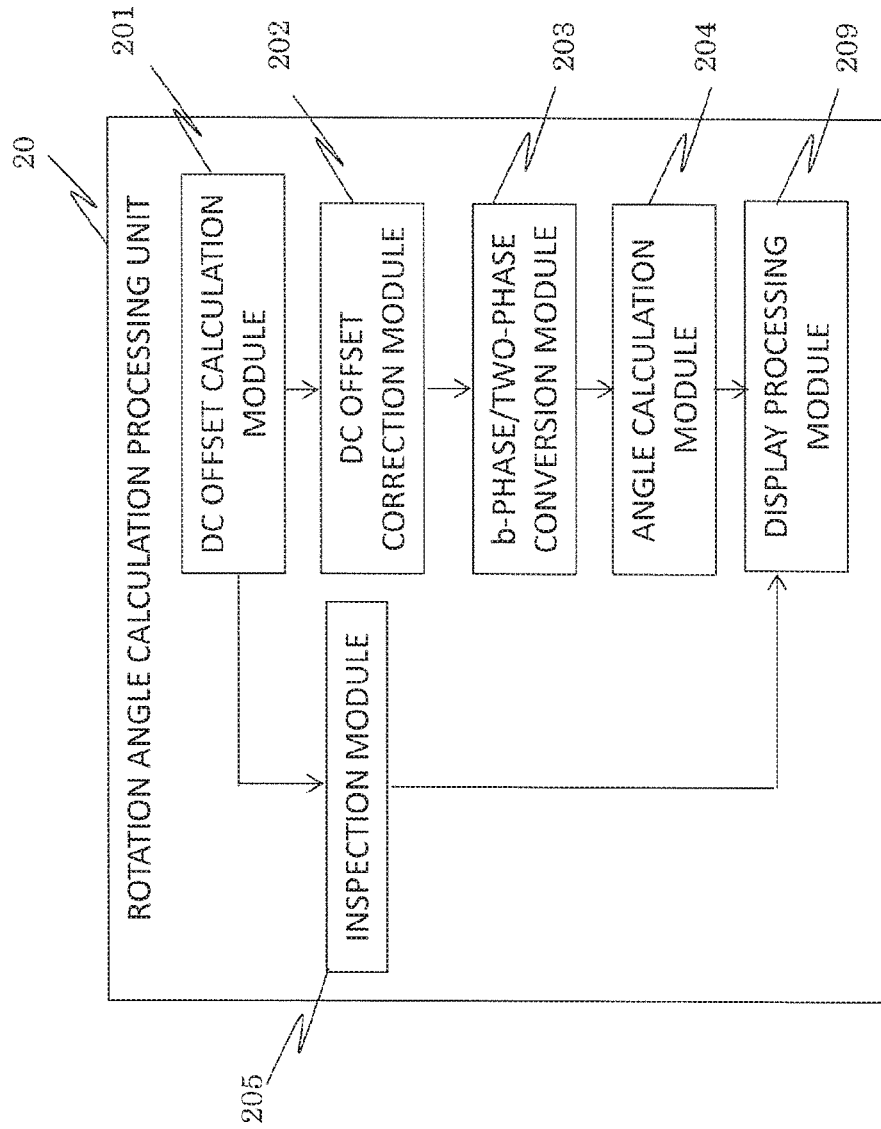 20
ROTATION ANGLE CALCULATION PROCESSING UNIT
201
DC OFFSET CALCULATION
MODULE
202
DC OFFSET
CORRECTION MODULE
205
INSPECTION MODULE
203
b-PHASE/TWO-PHASE
CONVERSION MODULE
204
ANGLE CALCULATION
MODULE
209
DISPLAY PROCESSING
MODULE